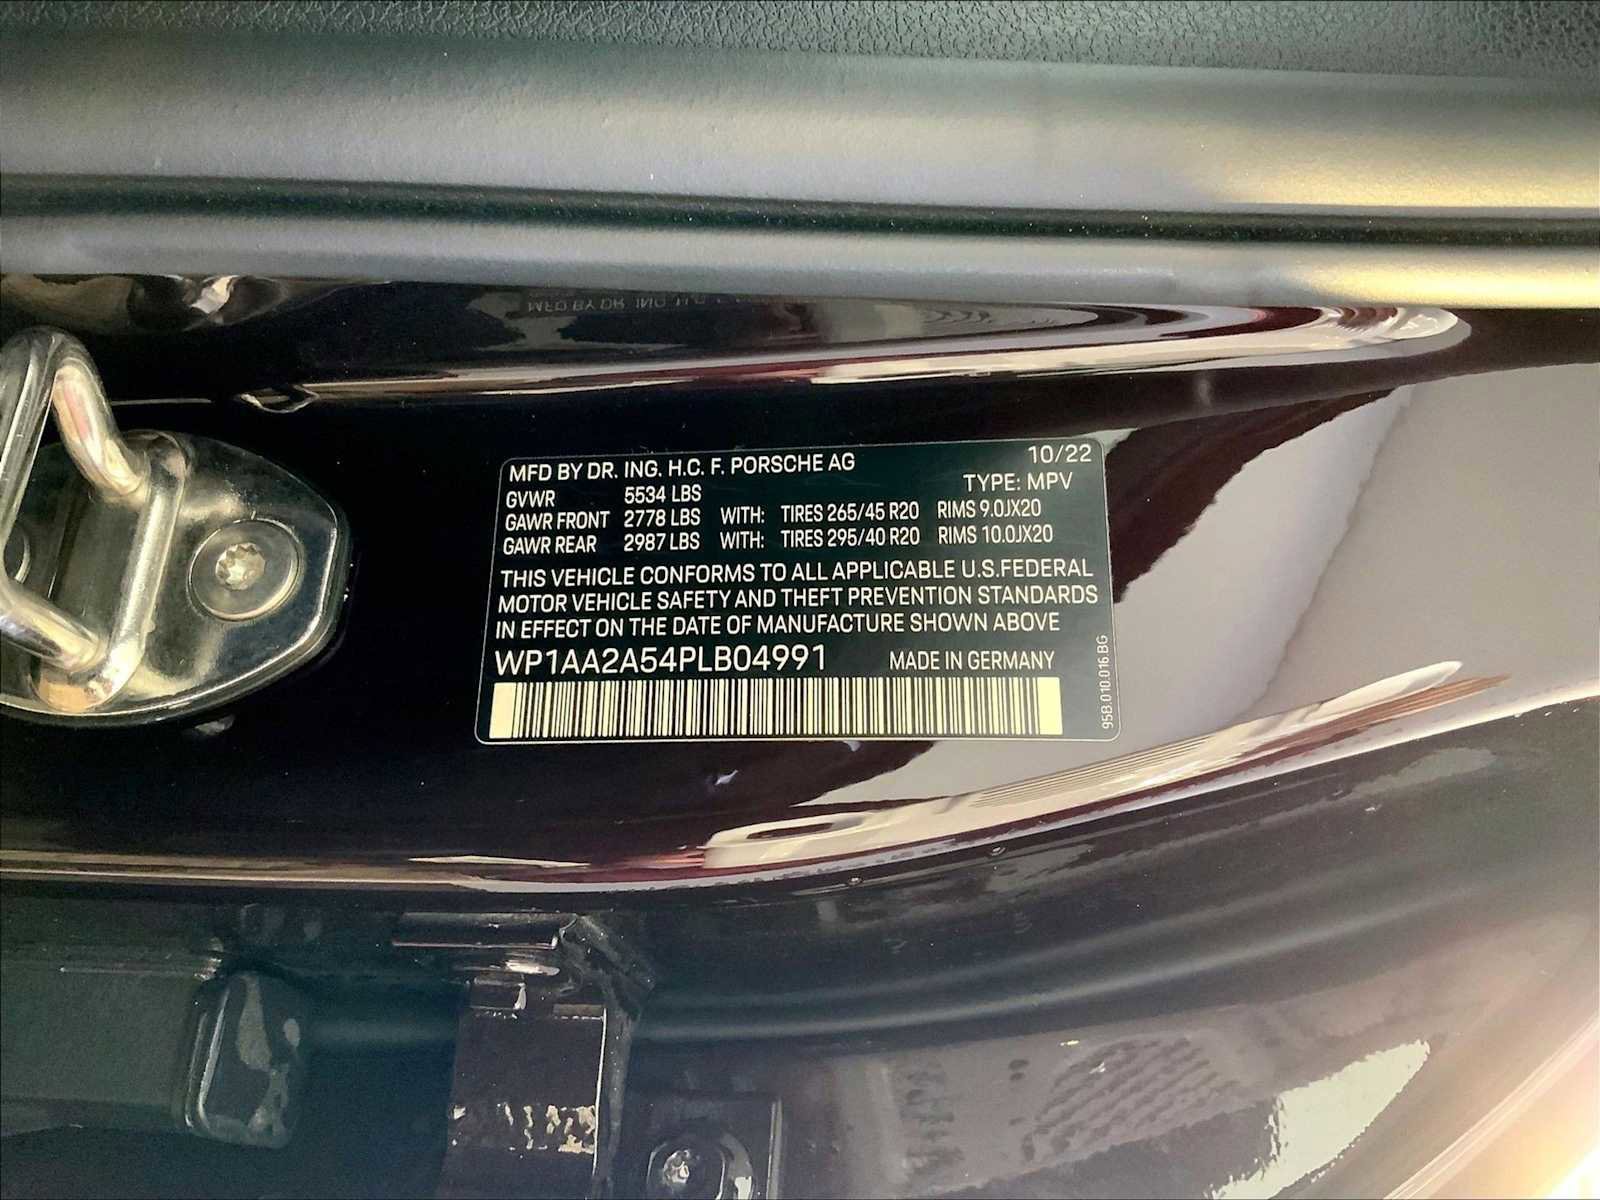 MFD BY DR. ING. H.C. F. PORSCHE AG 10/22
GVWR 5534 LBS TYPE: MPV
GAWR FRONT 2778 LBS WITH: TIRES 265/45 R20 RIMS 9.0JX20
GAWR REAR 2987 LBS WITH: TIRES 295/40 R20 RIMS 10.0JX20
THIS VEHICLE CONFORMS TO ALL APPLICABLE U.S.FEDERAL
MOTOR VEHICLE SAFETY AND THEFT PREVENTION STANDARDS
IN EFFECT ON THE DATE OF MANUFACTURE SHOWN ABOVE
WP1AA2A54PLB04991 MADE IN GERMANY
95B.010.016 BG